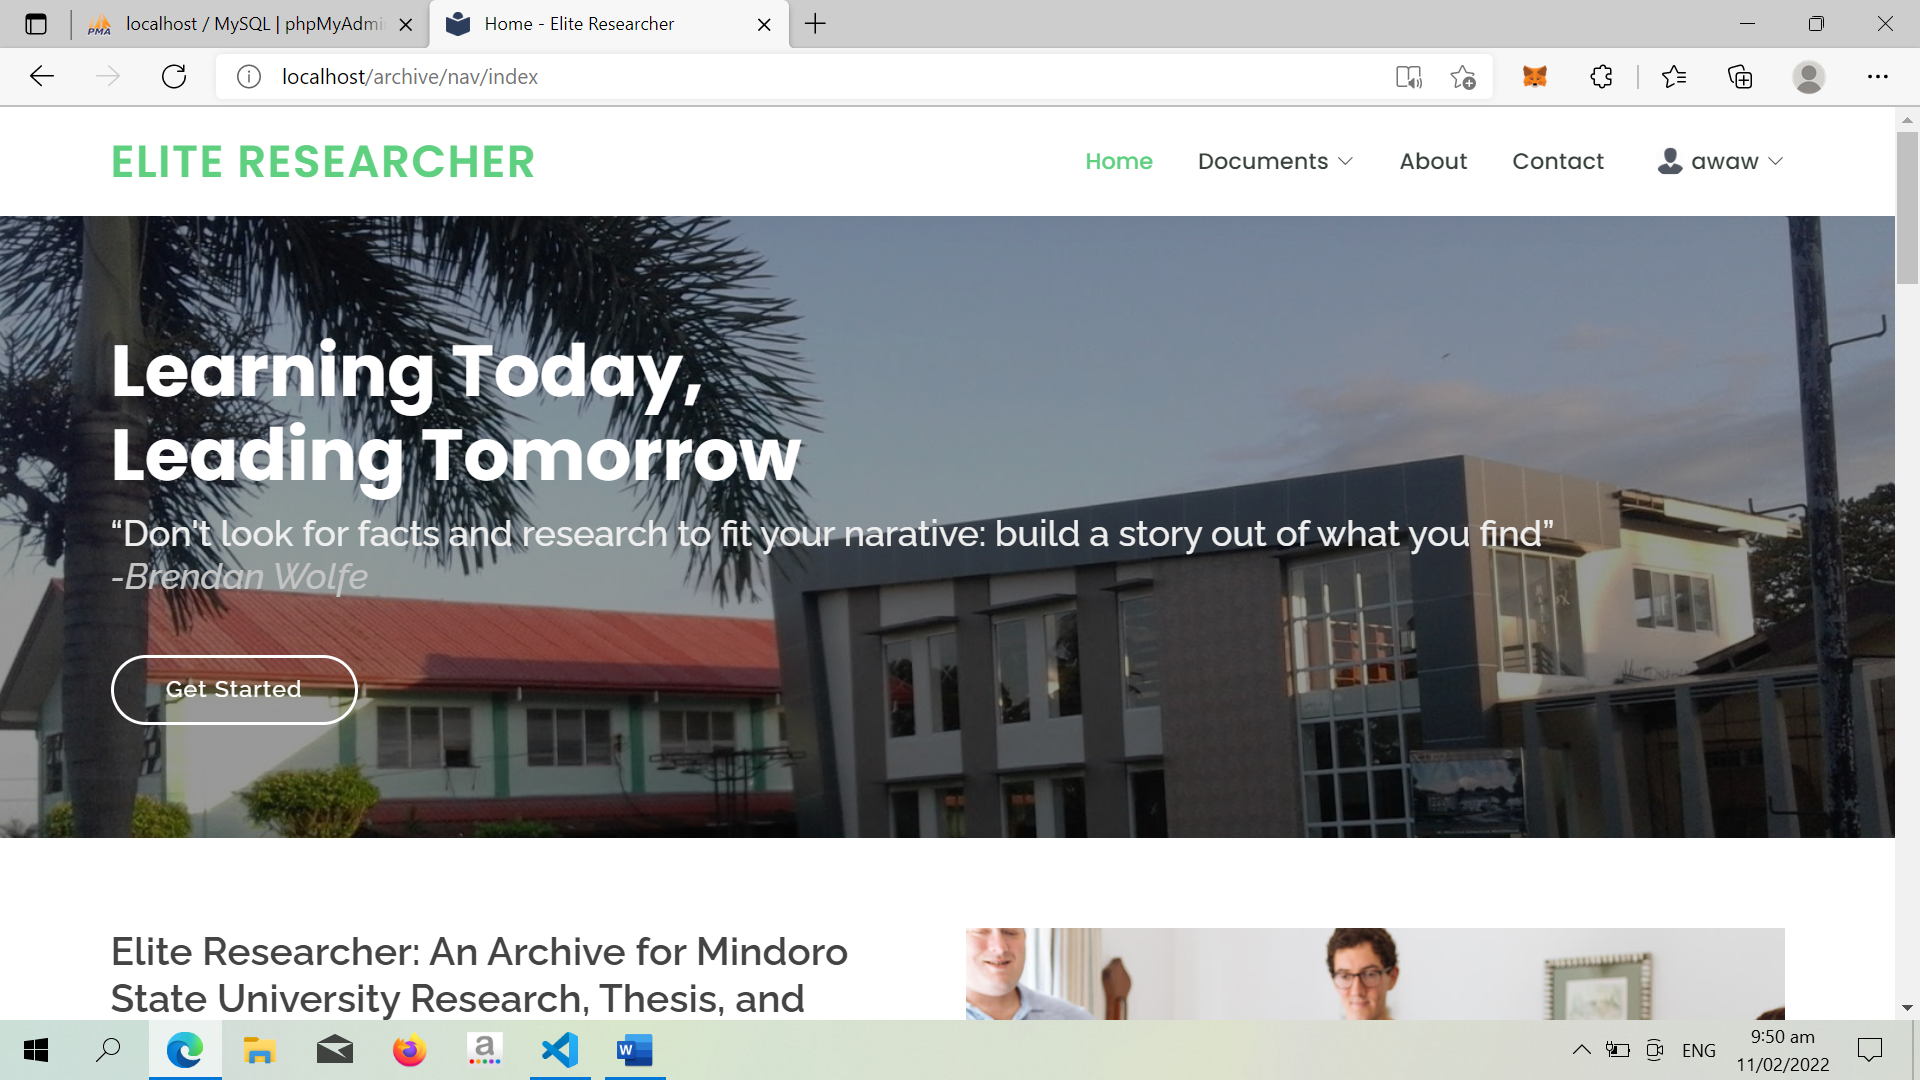 localhost / MySQL | phpMyAdmi
Home - Elite Researcher
localhost/archive/nav/index
ELITE RESEARCHER
Home
Documents
About
Contact
awaw
Learning Today,
Leading Tomorrow
“Don't look for facts and research to fit your narative: build a story out of what you find”
-Brendan Wolfe
Get Started
Elite Researcher: An Archive for Mindoro
State University Research, Thesis, and
ENG
9:50 am
11/02/2022